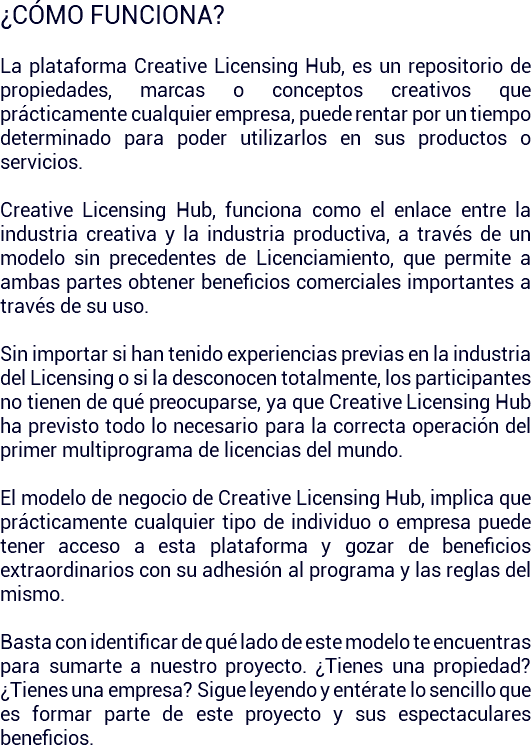 ¿CÓMO FUNCIONA?
La plataforma Creative Licensing Hub, es un repositorio de
propiedades, marcas o conceptos creativos que
prácticamente cualquier empresa, puede rentar por un tiempo
determinado para poder utilizarlos en sus productos o
servicios.
Creative Licensing Hub, funciona como el enlace entre la
industria creativa y la industria productiva, a través de un
modelo sin precedentes de Licenciamiento, que permite a
ambas partes obtener beneficios comerciales importantes a
través de su uso.
Sin importar si han tenido experiencias previas en la industria
del Licensing o si la desconocen totalmente, los participantes
no tienen de qué preocuparse, ya que Creative Licensing Hub
ha previsto todo lo necesario para la correcta operación del
primer multiprograma de licencias del mundo.
El modelo de negocio de Creative Licensing Hub, implica que
prácticamente cualquier tipo de individuo o empresa puede
tener acceso a esta plataforma y gozar de beneficios
extraordinarios con su adhesión al programa y las reglas del
mismo.
Basta con identificar de qué lado de este modelo te encuentras
para sumarte a nuestro proyecto. ¿Tienes una propiedad?
¿Tienes una empresa? Sigue leyendo y entérate lo sencillo que
es formar parte de este proyecto y sus espectaculares
beneficios.